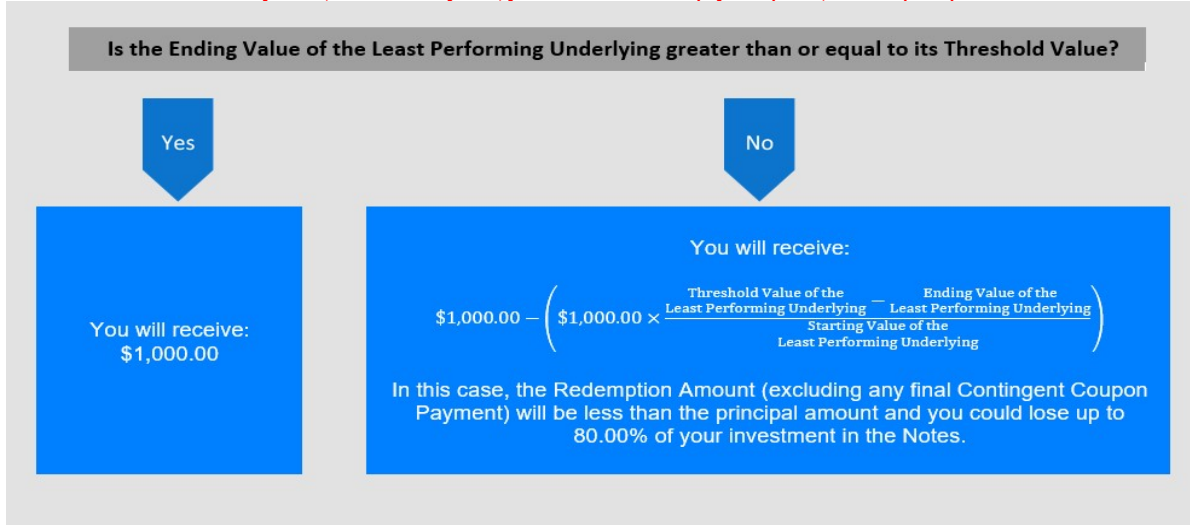 Is the Ending Value of the Least Performing Underlying greater than or equal to its Threshold Value?
Yes
No
You will receive:
$1,000.00
You will receive:
$1,000.00 − ( $1,000.00 × Threshold Value of the Least Performing Underlying − Ending Value of the Least Performing Underlying / Starting Value of the Least Performing Underlying )
In this case, the Redemption Amount (excluding any final Contingent Coupon
Payment) will be less than the principal amount and you could lose up to
80.00% of your investment in the Notes.